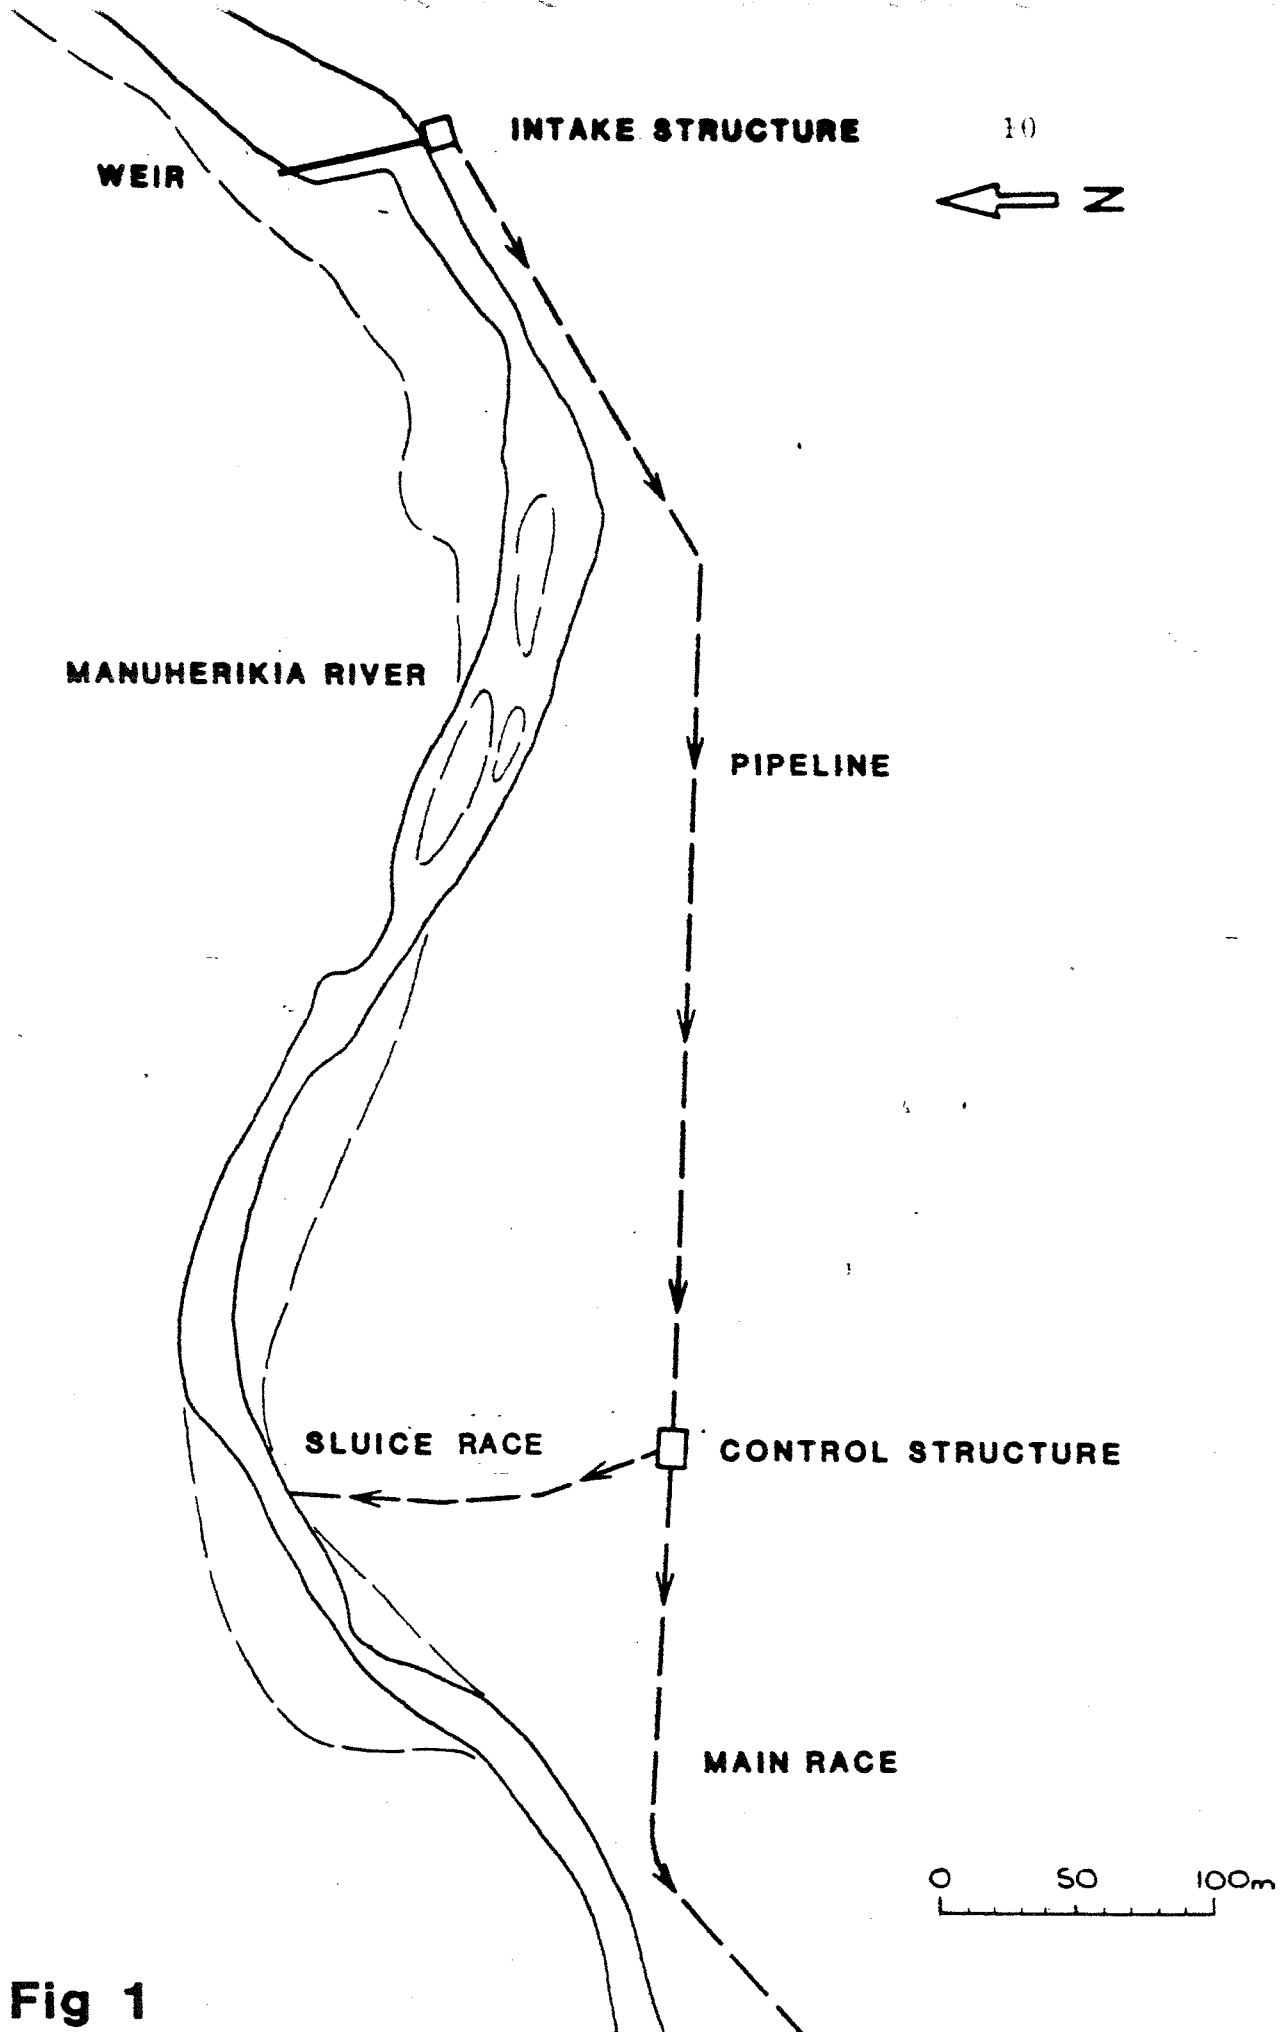 INTAKE STRUCTURE
10
WEIR
N
MANUHERIKIA RIVER
PIPELINE
SLUICE RACE
CONTROL STRUCTURE
MAIN RACE
0 50 100m
Fig 1